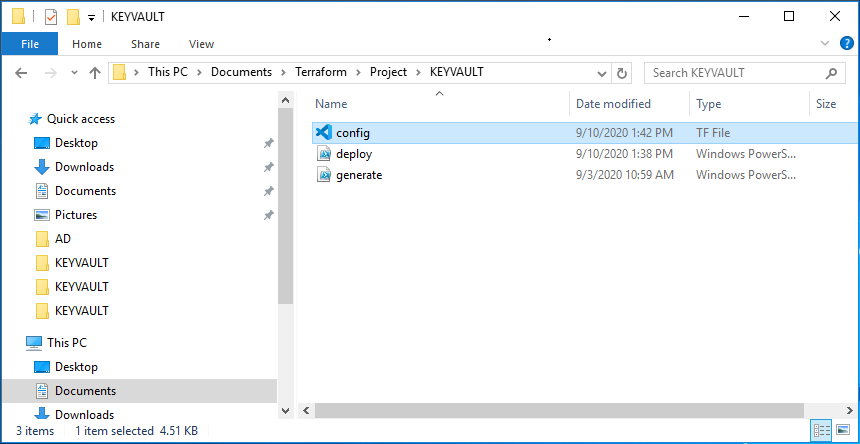 KEYVAULT
File Home Share View
This PC Documents Terraform Project KEYVAULT Search KEYVAULT
Name Date modified Type Size
Quick access
Desktop
Downloads
Documents
Pictures
AD
KEYVAULT
KEYVAULT
KEYVAULT
This PC
Desktop
Documents
Downloads
config 9/10/2020 1:42 PM TF File
deploy 9/10/2020 1:38 PM Windows PowerS...
generate 9/3/2020 10:59 AM Windows PowerS...
3 items 1 item selected 4.51 KB